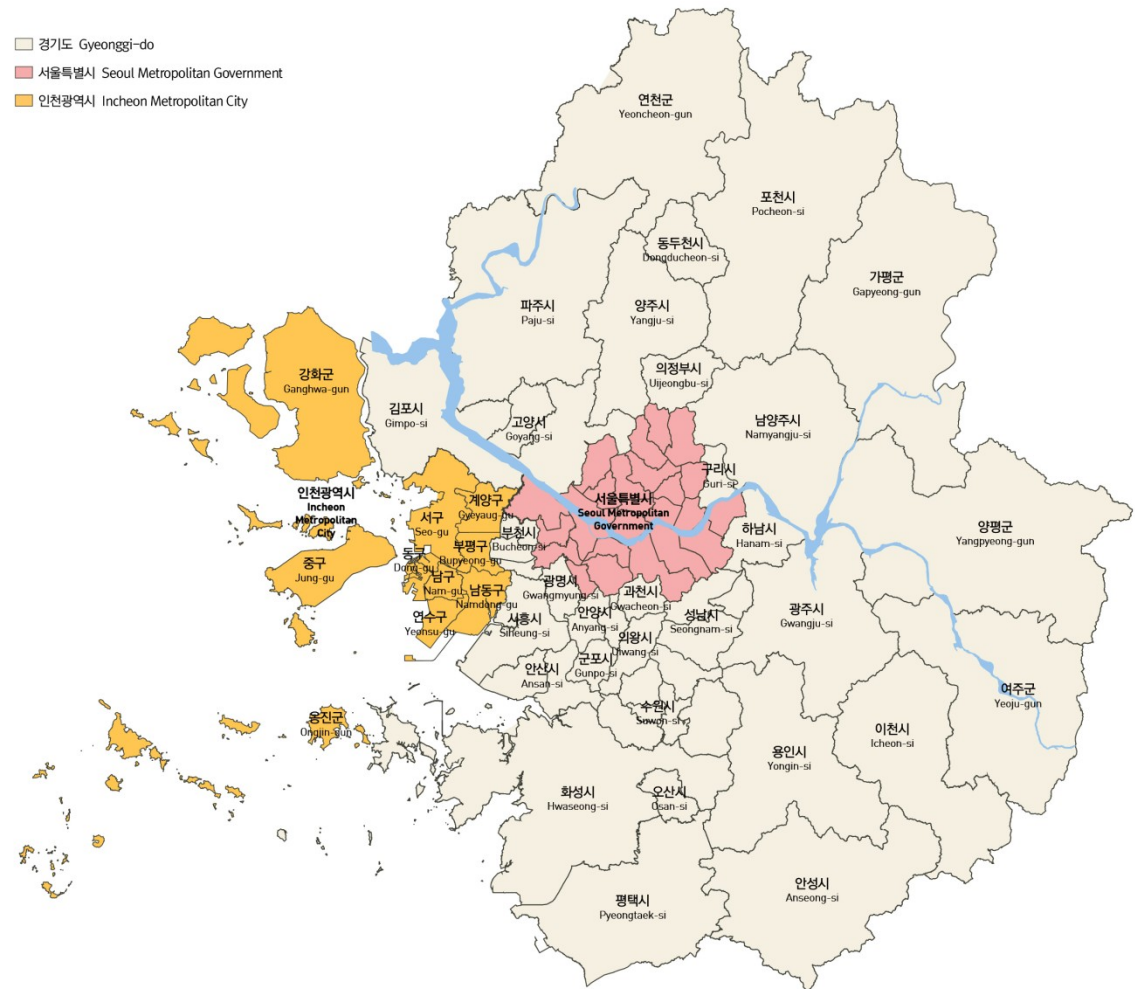 경기도 Gyeonggi-do
서울특별시 Seoul Metropolitan Government
인천광역시 Incheon Metropolitan City
연천군
Yeoncheon-gun
포천시
Pocheon-si
동두천시
Dongducheon-si
가평군
Gapyeong-gun
파주시
Paju-si
양주시
Yangju-si
의정부시
Uijeongbu-si
강화군
Ganghwa-gun
김포시
Gimpo-si
고양시
Goyang-si
남양주시
Namyangju-si
구리시
Guri-si
인천광역시
Incheon
Metropolitan
City
계양구
Gyeyaug-gu
서구
Seo-gu
서울특별시
Seoul Metropolitan
Government
부천시
Bucheon-si
하남시
Hanam-si
양평군
Yangpyeong-gun
중구
Jung-gu
동구
Dong-gu
부평구
Bupyeong-gu
남구
Nam-gu
남동구
Namdong-gu
광명시
Gwangmyung-si
과천시
Gwacheon-si
연수구
Yeonsu-gu
시흥시
Siheung-si
안양시
Anyang-si
성남시
Seongnam-si
광주시
Gwangju-si
의왕시
Uiwang-si
안산시
Ansan-si
군포시
Gunpo-si
여주군
Yeoju-gun
옹진군
Ongjin-gun
수원시
Suwon-si
이천시
Icheon-si
용인시
Yongin-si
화성시
Hwaseong-si
오산시
Osan-si
평택시
Pyeongtaek-si
안성시
Anseong-si